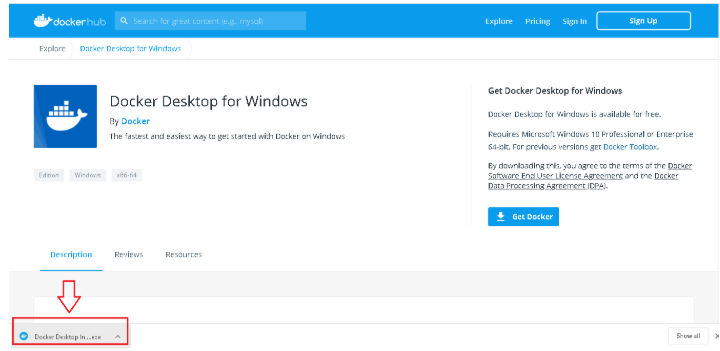 dockerhub
Search for great content (e.g., mysql)
Explore
Pricing
Sign In
Sign Up
Explore
Docker Desktop for Windows
Docker Desktop for Windows
By Docker
The fastest and easiest way to get started with Docker on Windows
Edition
Windows
x86-64
Get Docker Desktop for Windows
Docker Desktop for Windows is available for free.
Requires Microsoft Windows 10 Professional or Enterprise
64-bit. For previous versions get Docker Toolbox.
By downloading this, you agree to the terms of the Docker
Software End User License Agreement and the Docker
Data Processing Agreement (DPA).
Get Docker
Description
Reviews
Resources
Docker Desktop In....exe
Show all